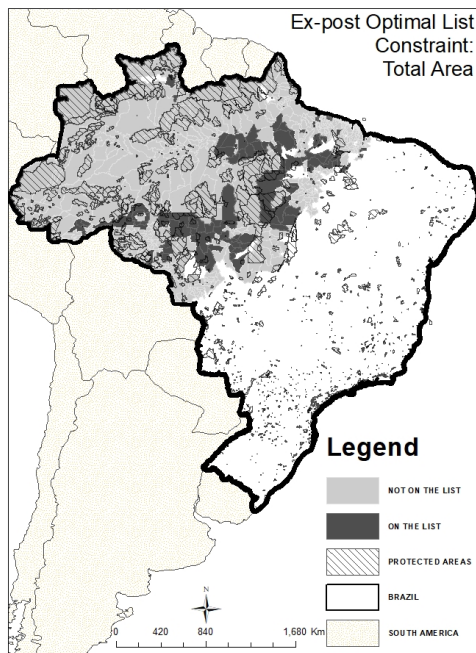 Ex-post Optimal List
Constraint:
Total Area
Legend
NOT ON THE LIST
ON THE LIST
PROTECTED AREAS
BRAZIL
SOUTH AMERICA
N
0 420 840 1,680 Km